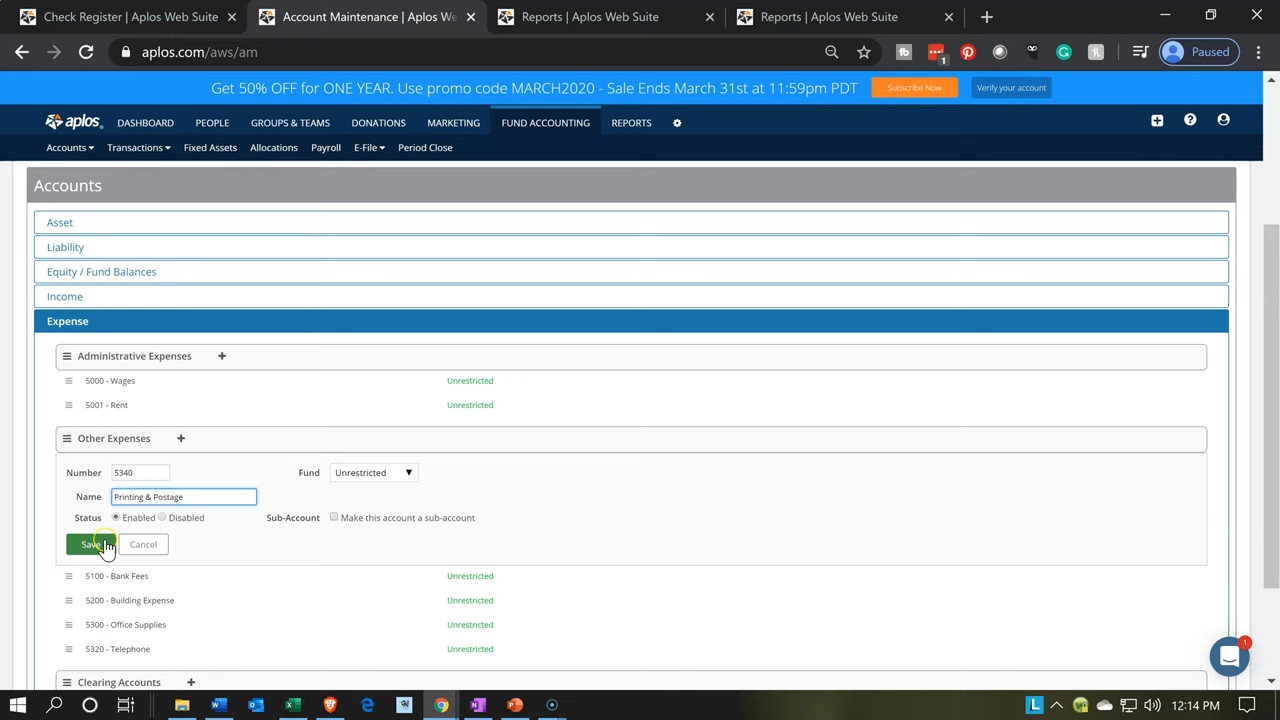 Check Register | Aplos Web Suite
Account Maintenance | Aplos We
Reports | Aplos Web Suite
Reports | Aplos Web Suite
aplos.com/aws/am
Paused
Get 50% OFF for ONE YEAR. Use promo code MARCH2020 - Sale Ends March 31st at 11:59pm PDT
Subscribe Now
Verify your account
aplos
DASHBOARD
PEOPLE
GROUPS & TEAMS
DONATIONS
MARKETING
FUND ACCOUNTING
REPORTS
Accounts
Transactions
Fixed Assets
Allocations
Payroll
E-File
Period Close
Accounts
Asset
Liability
Equity / Fund Balances
Income
Expense
Administrative Expenses
5000 - Wages Unrestricted
5001 - Rent Unrestricted
Other Expenses
Number 5340 Fund Unrestricted
Name Printing & Postage
Status Enabled Disabled Sub-Account Make this account a sub-account
Save Cancel
5100 - Bank Fees Unrestricted
5200 - Building Expense Unrestricted
5300 - Office Supplies Unrestricted
5320 - Telephone Unrestricted
Clearing Accounts
1
12:14 PM